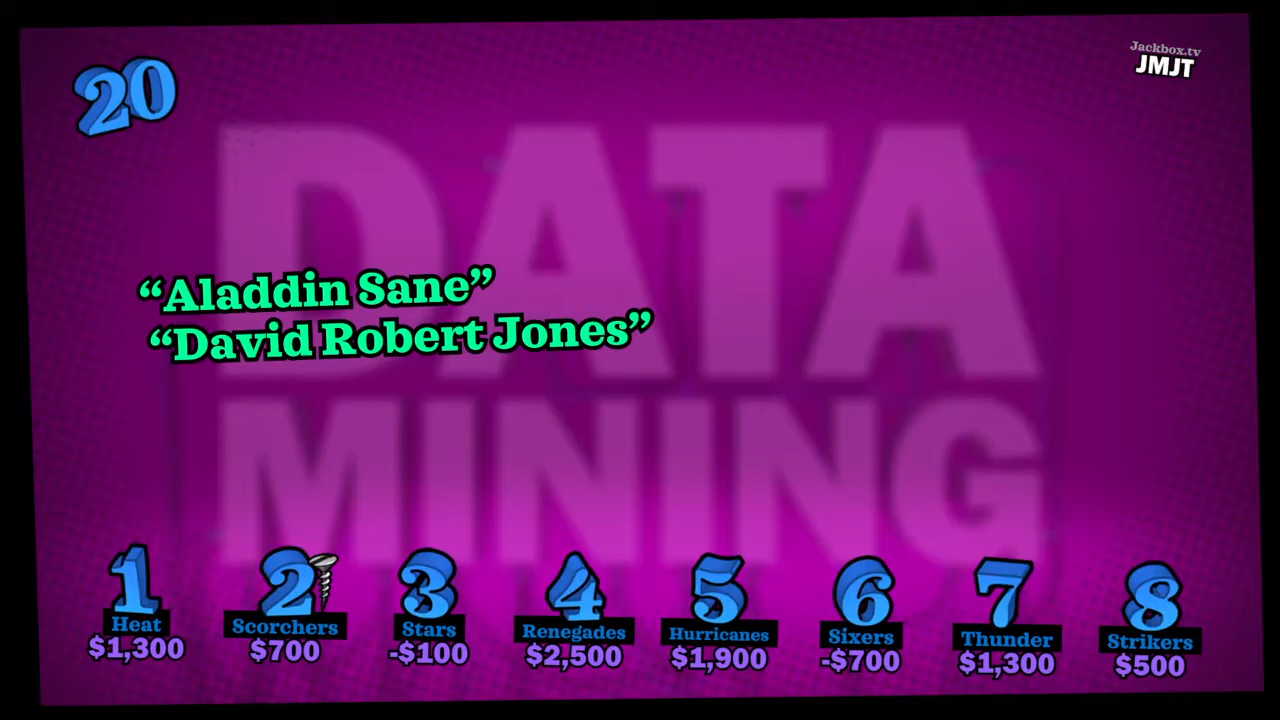 20
Jackbox.tv
JMJT
DATA
MINING
“Aladdin Sane”
“David Robert Jones”
1 2 3 4 5 6 7 8
Heat Scorchers Stars Renegades Hurricanes Sixers Thunder Strikers
$1,300 $700 -$100 $2,500 $1,900 -$700 $1,300 $500